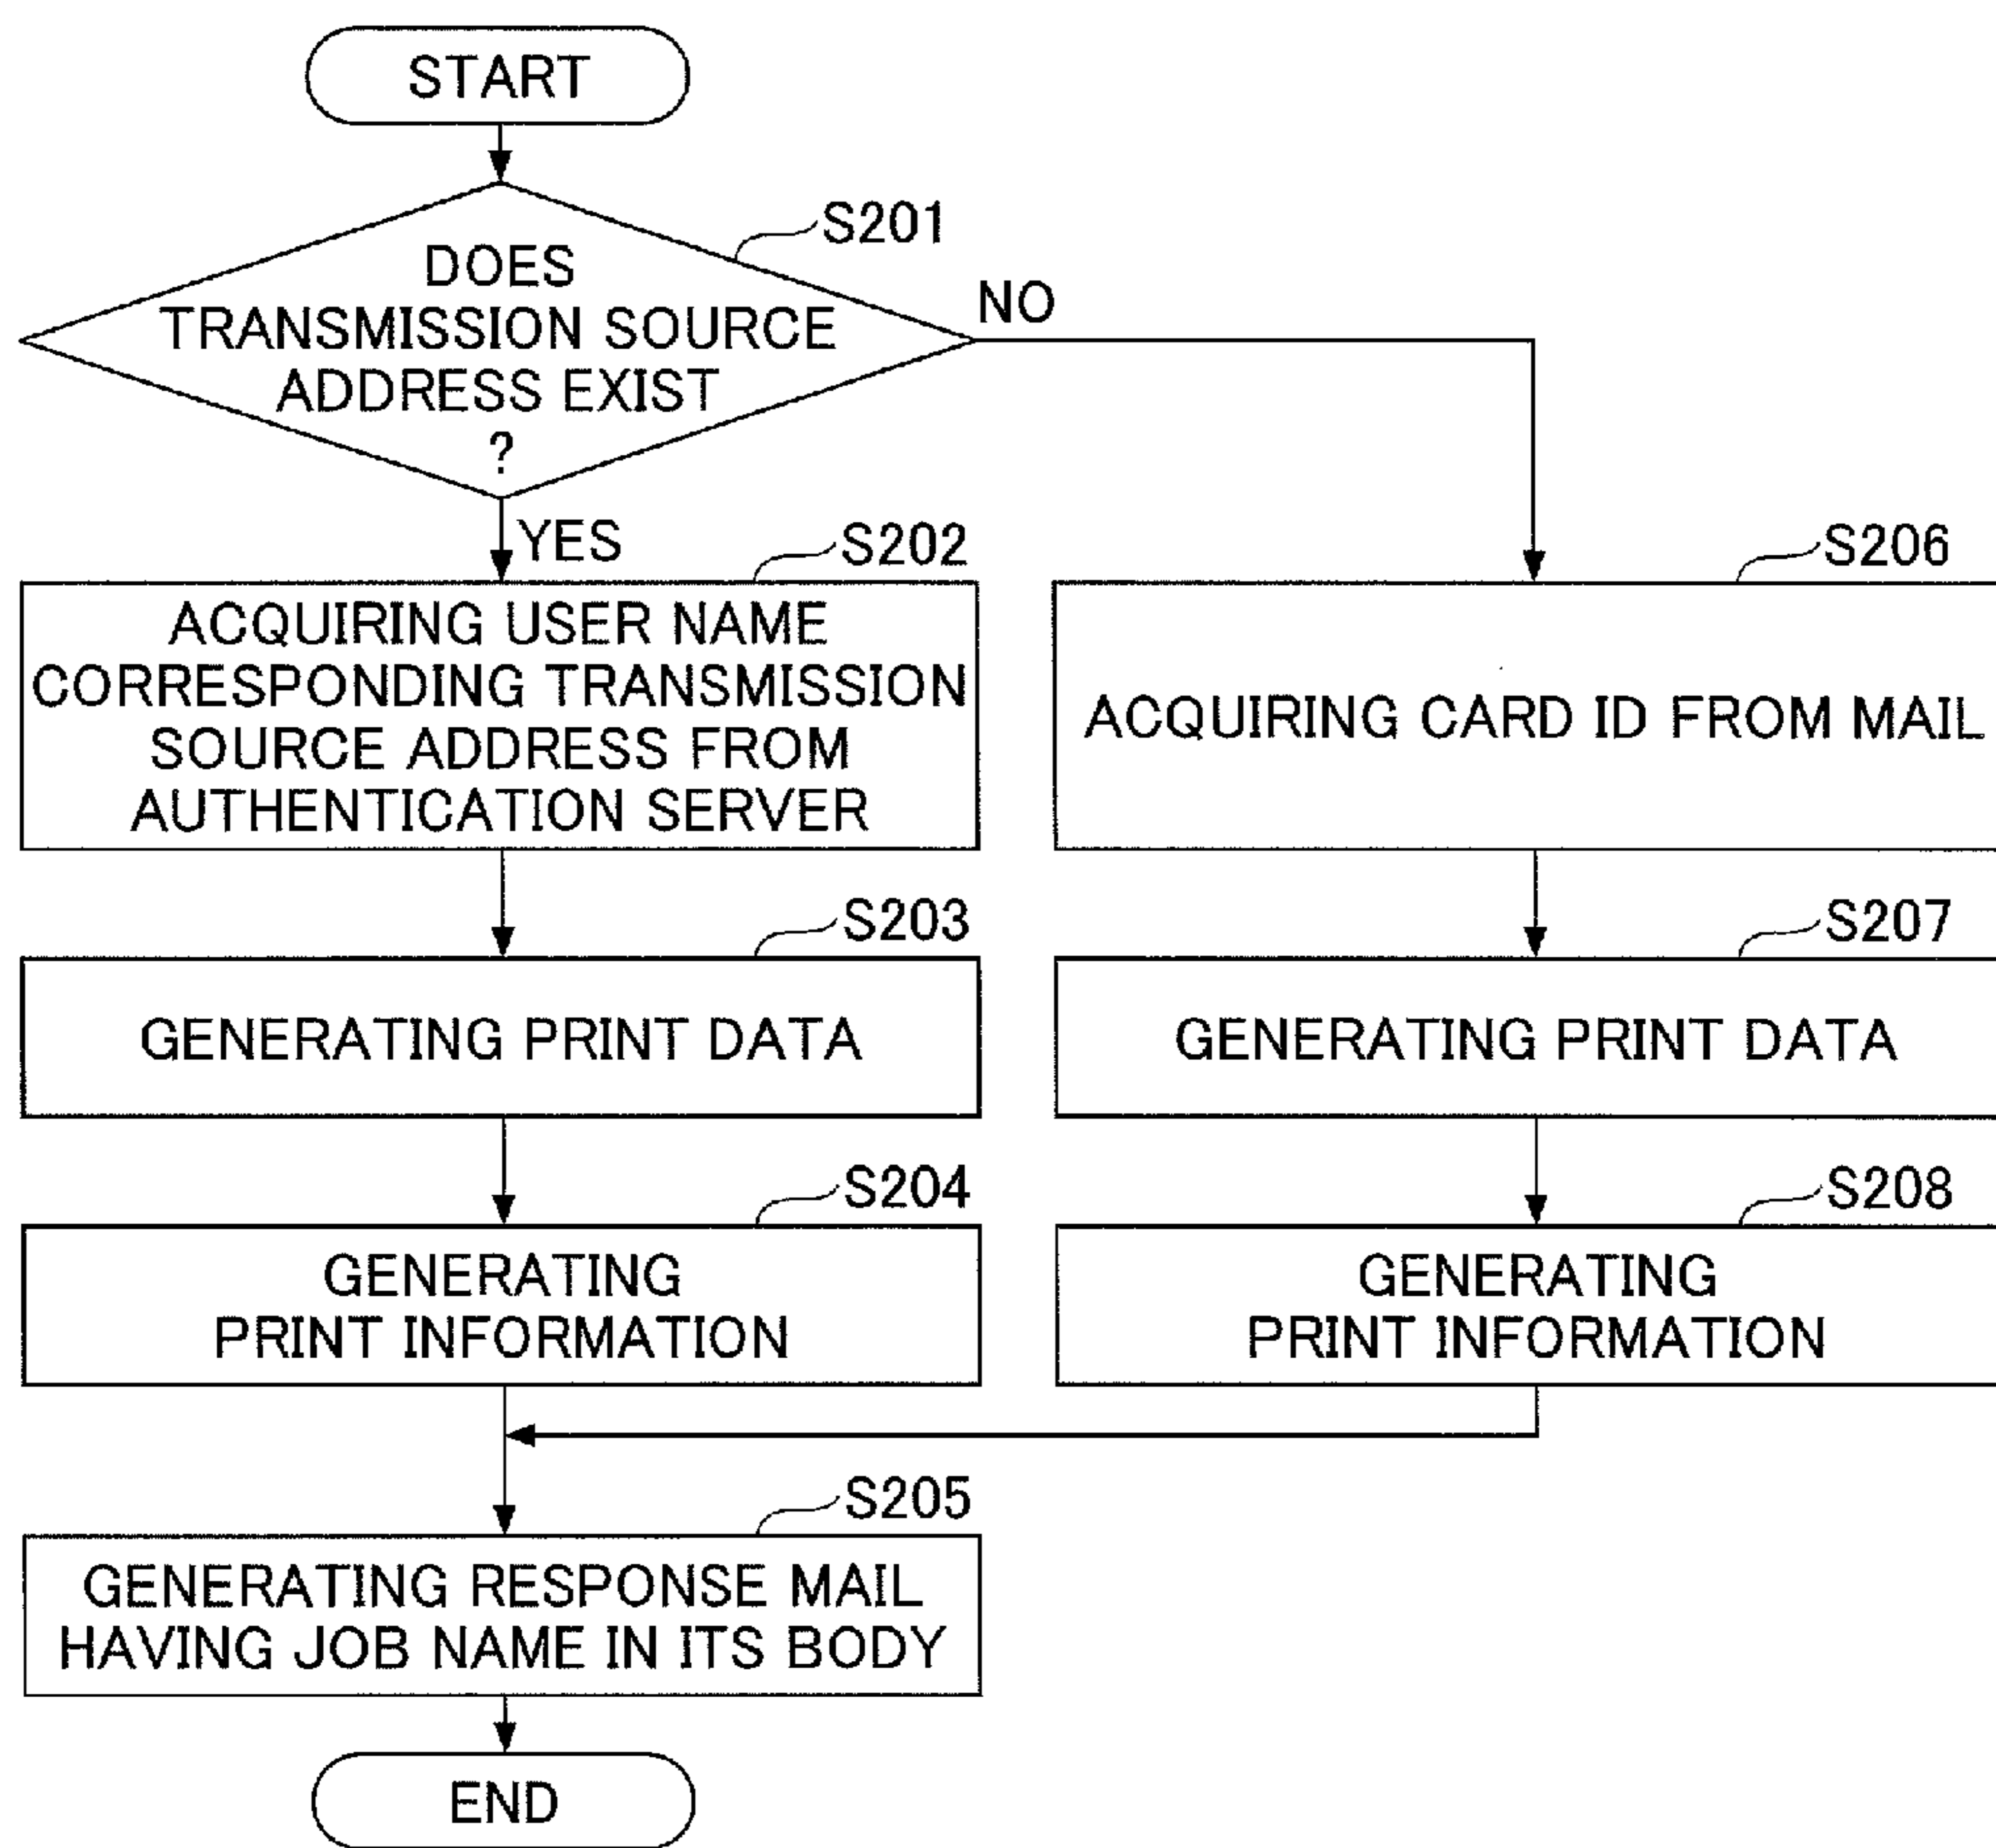 START
S201
DOES
TRANSMISSION SOURCE
ADDRESS EXIST
?
NO
YES
S202
ACQUIRING USER NAME
CORRESPONDING TRANSMISSION
SOURCE ADDRESS FROM
AUTHENTICATION SERVER
S206
ACQUIRING CARD ID FROM MAIL
S203
GENERATING PRINT DATA
S207
GENERATING PRINT DATA
S204
GENERATING
PRINT INFORMATION
S208
GENERATING
PRINT INFORMATION
S205
GENERATING RESPONSE MAIL
HAVING JOB NAME IN ITS BODY
END